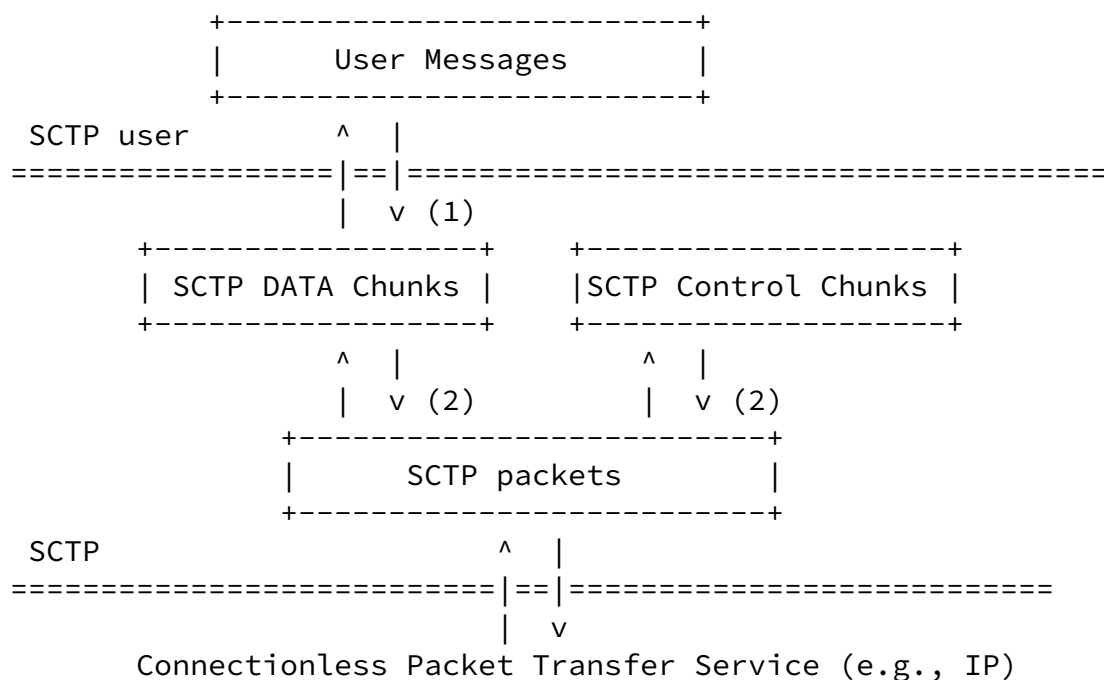 +--------------------------+
|      User Messages       |
+--------------------------+
SCTP user        ^  |
==================|==|=======================================
|  v (1)
+------------------+    +--------------------+
| SCTP DATA Chunks |    |SCTP Control Chunks |
+------------------+    +--------------------+
^  |             ^  |
|  v (2)         |  v (2)
+--------------------------+
|      SCTP packets        |
+--------------------------+
SCTP                      ^  |
===========================|==|===========================
|  v
Connectionless Packet Transfer Service (e.g., IP)